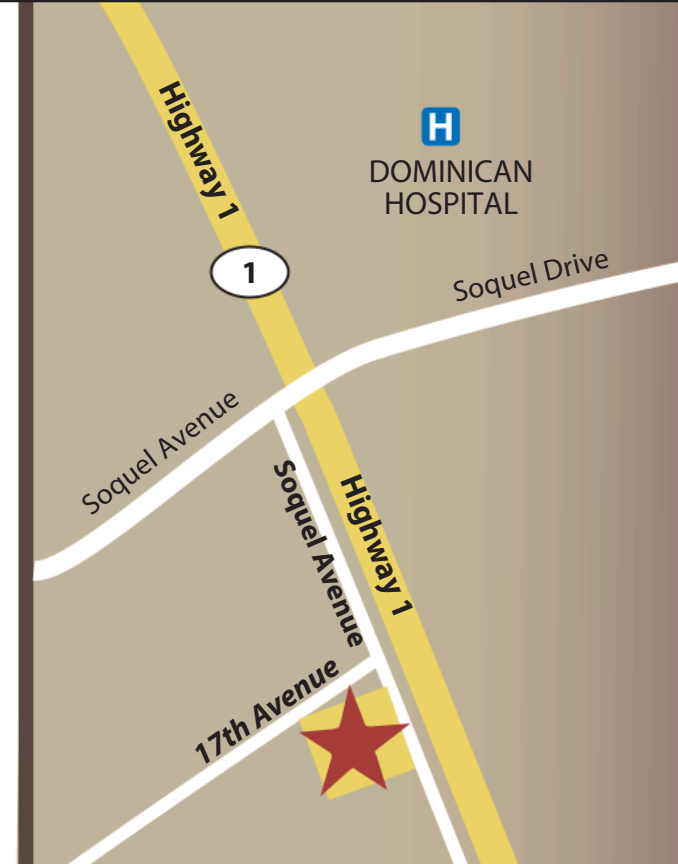 Highway 1
H
DOMINICAN
HOSPITAL
1
Soquel Drive
Soquel Avenue
Soquel Avenue
Highway 1
17th Avenue